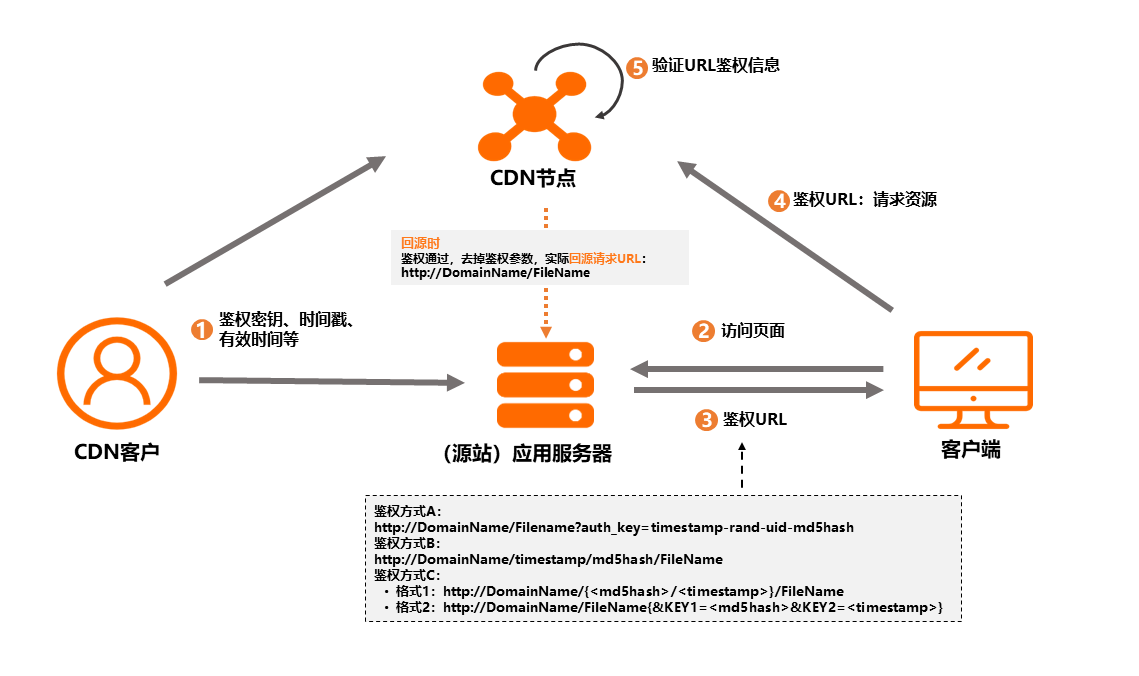 5 验证URL鉴权信息
CDN节点
4 鉴权URL：请求资源
回源时
鉴权通过，去掉鉴权参数，实际回源请求URL：
http://DomainName/FileName
1 鉴权密钥、时间戳、
有效时间等
2 访问页面
3 鉴权URL
CDN客户
（源站）应用服务器
客户端
鉴权方式A：
http://DomainName/Filename?auth_key=timestamp-rand-uid-md5hash
鉴权方式B：
http://DomainName/timestamp/md5hash/FileName
鉴权方式C：
• 格式1：http://DomainName/{<md5hash>/<timestamp>}/FileName
• 格式2：http://DomainName/FileName{&KEY1=<md5hash>&KEY2=<timestamp>}